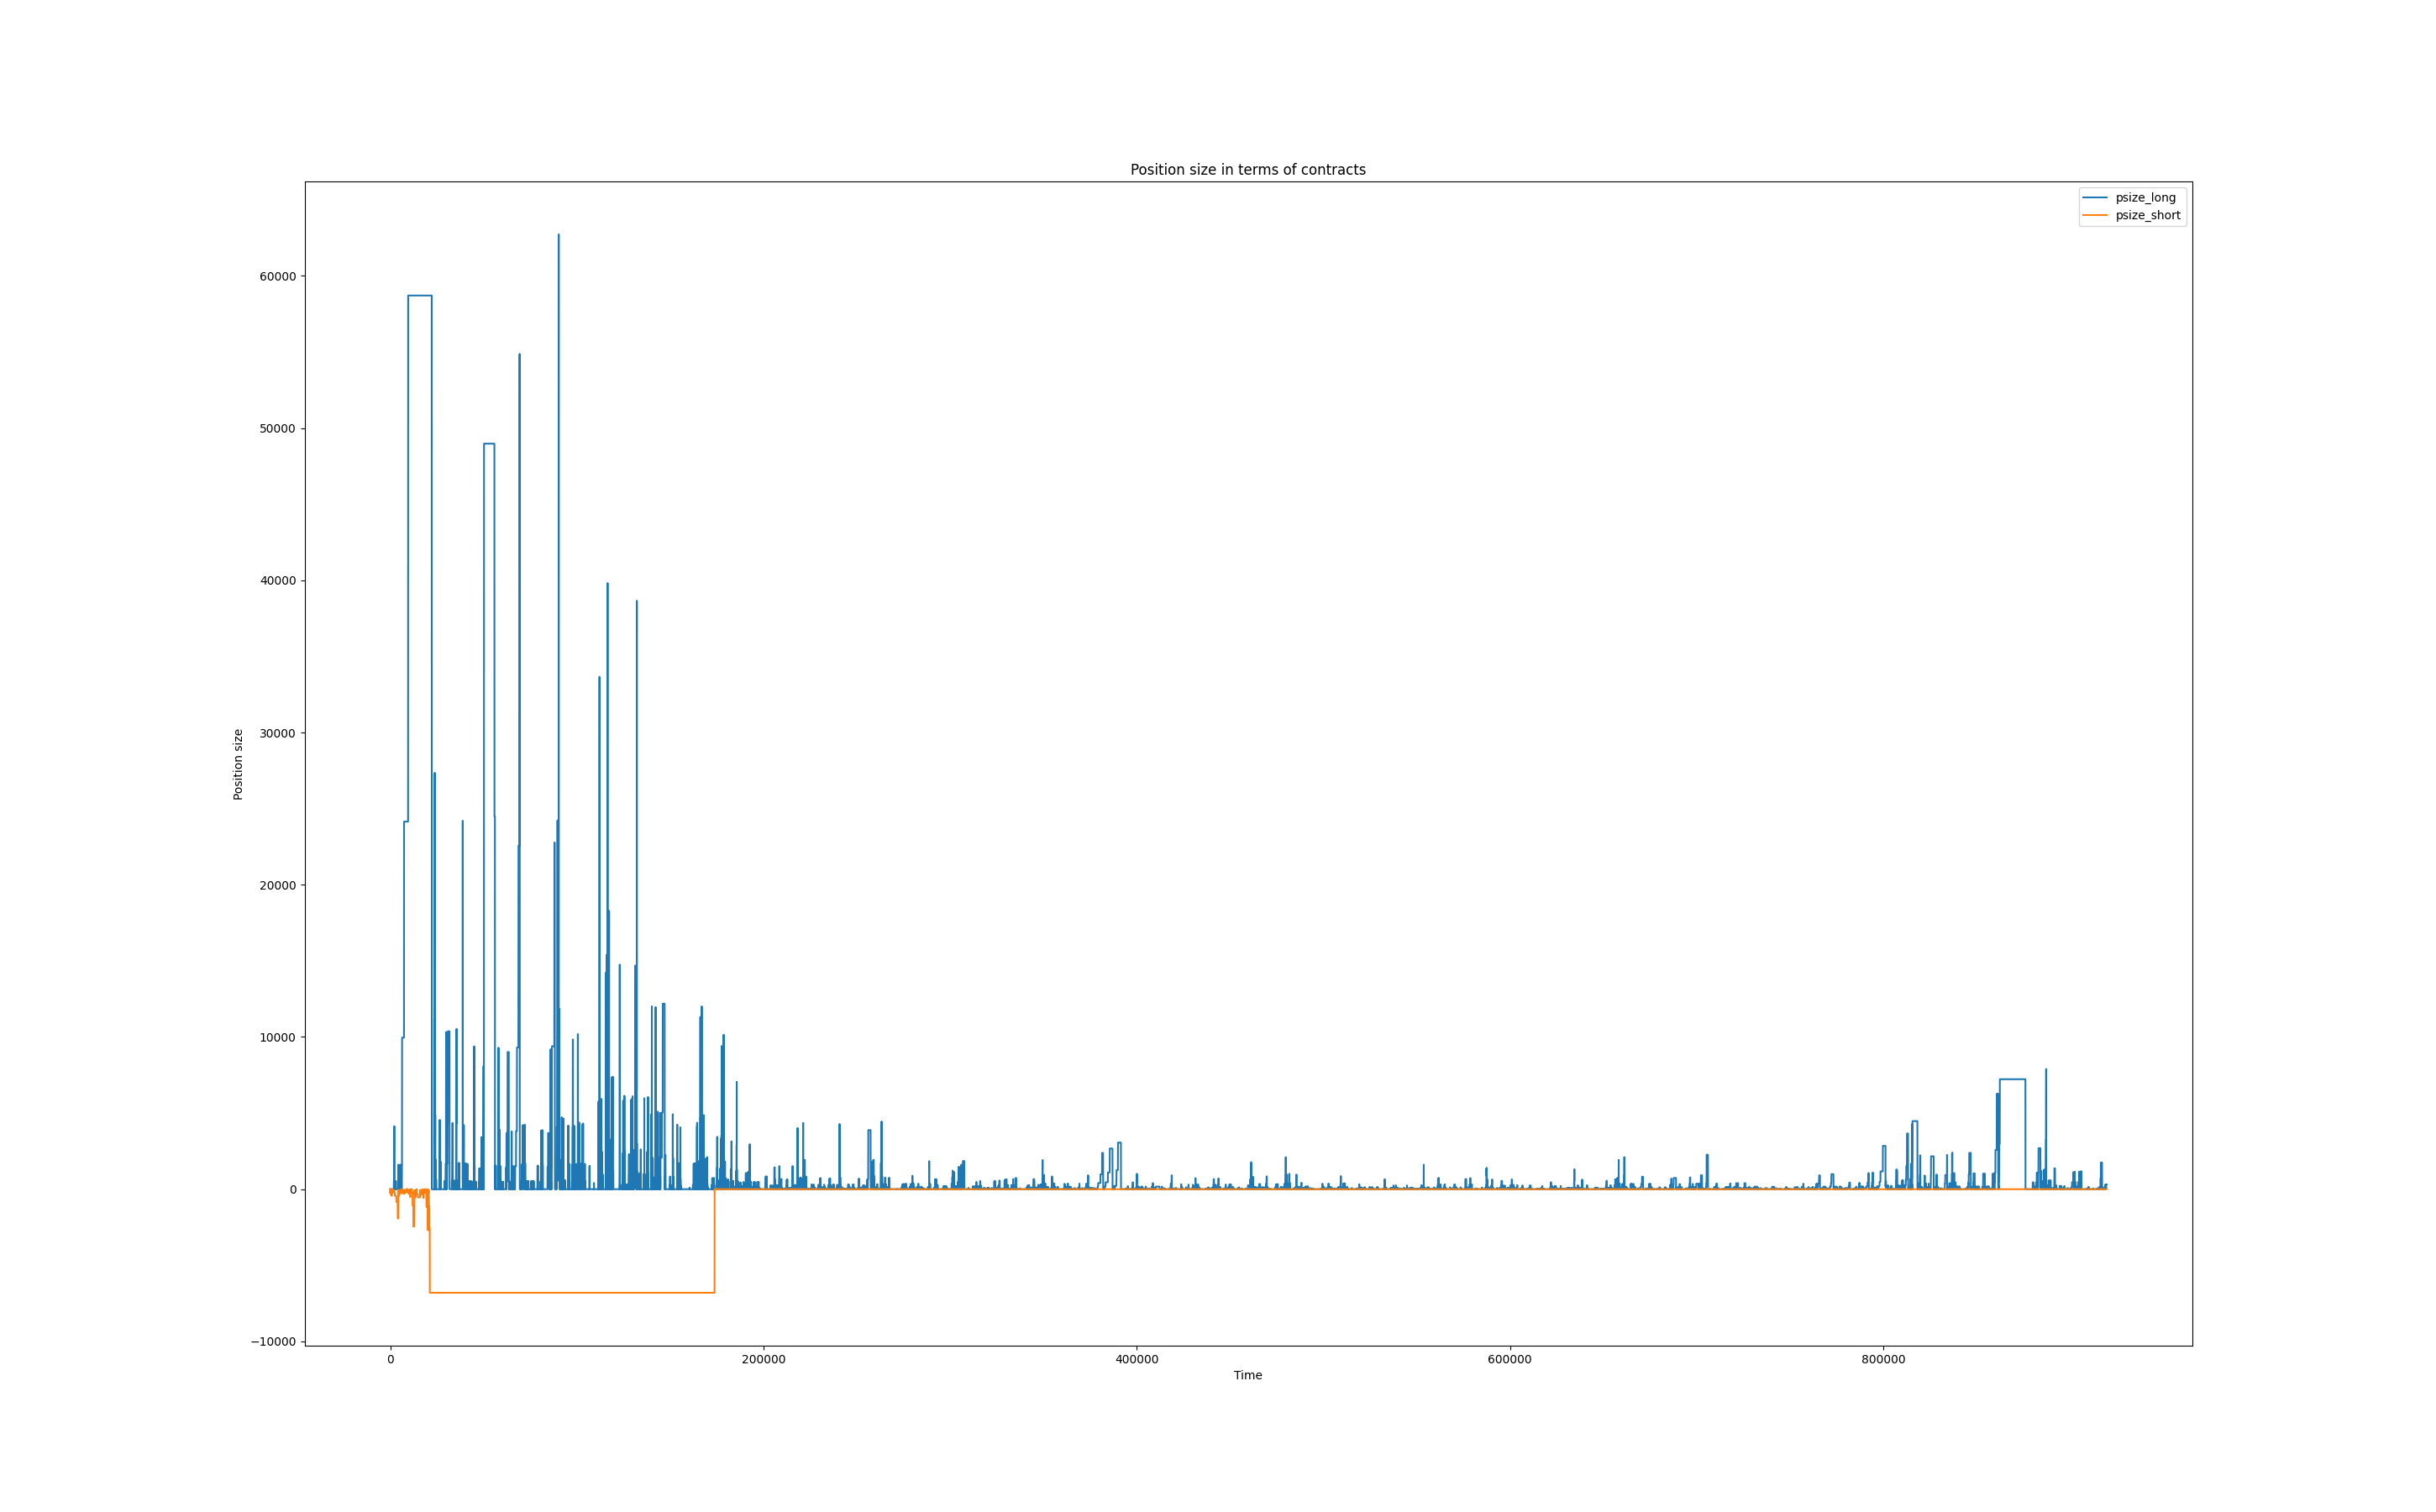 Position size in terms of contracts
psize_long
psize_short
60000
50000
40000
30000
20000
10000
0
−10000
Position size
0
200000
400000
600000
800000
Time